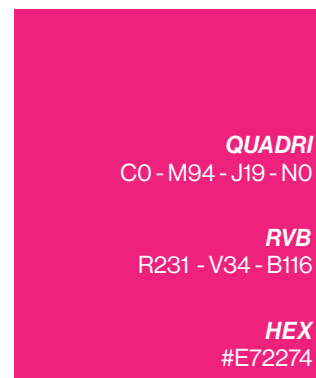 QUADRI
C0 - M94 - J19 - N0
RVB
R231 - V34 - B116
HEX
#E72274